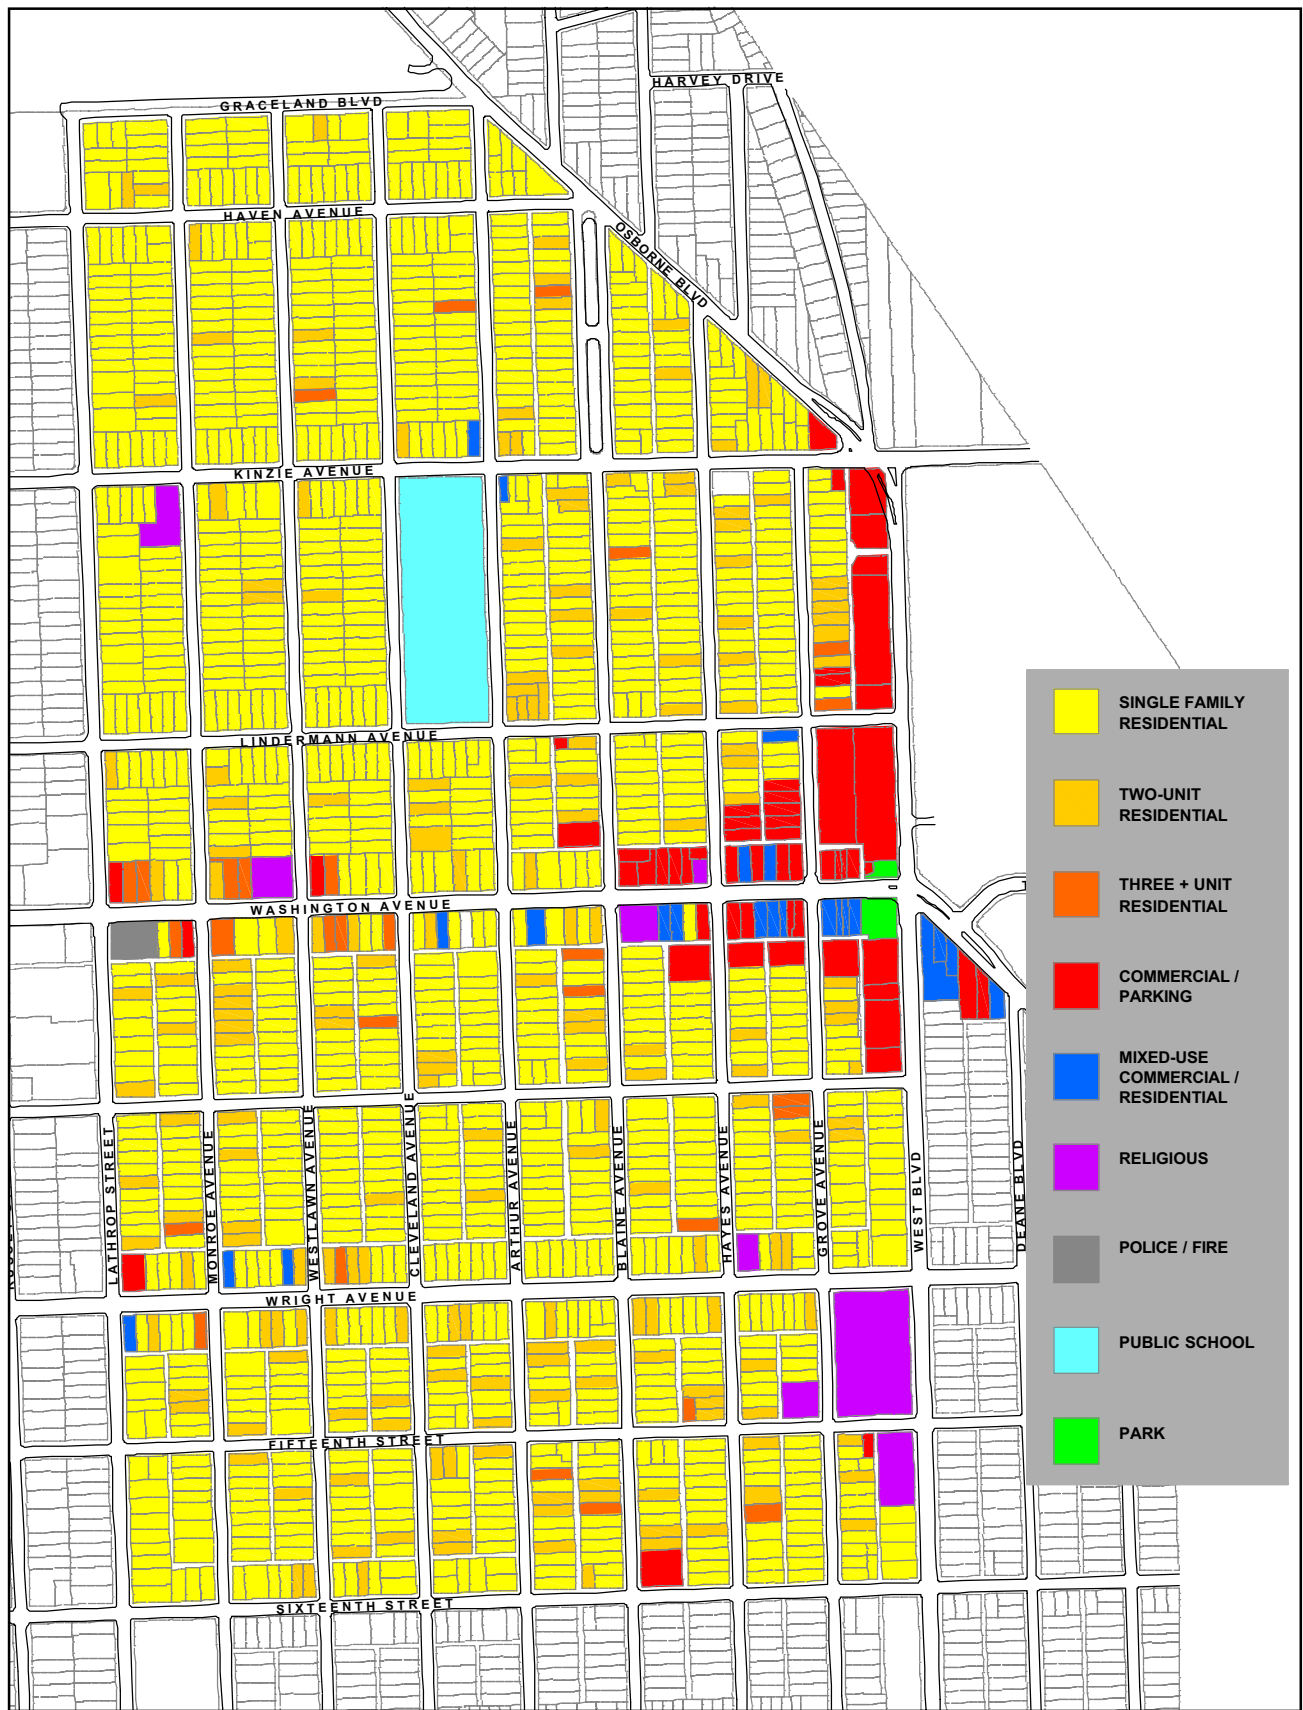 HARVEY DRIVE
GRACELAND BLVD
HAVEN AVENUE
OSBORNE BLVD
KINZIE AVENUE
SINGLE FAMILY
RESIDENTIAL
LINDERMANN AVENUE
TWO-UNIT
RESIDENTIAL
THREE + UNIT
RESIDENTIAL
WASHINGTON AVENUE
COMMERCIAL /
PARKING
MIXED-USE
COMMERCIAL /
RESIDENTIAL
LATHROP STREET
MONROE AVENUE
WESTLAWN AVENUE
CLEVELAND AVENUE
ARTHUR AVENUE
BLAINE AVENUE
HAYES AVENUE
GROVE AVENUE
WEST BLVD
DEANE BLVD
RELIGIOUS
POLICE / FIRE
WRIGHT AVENUE
PUBLIC SCHOOL
PARK
FIFTEENTH STREET
SIXTEENTH STREET